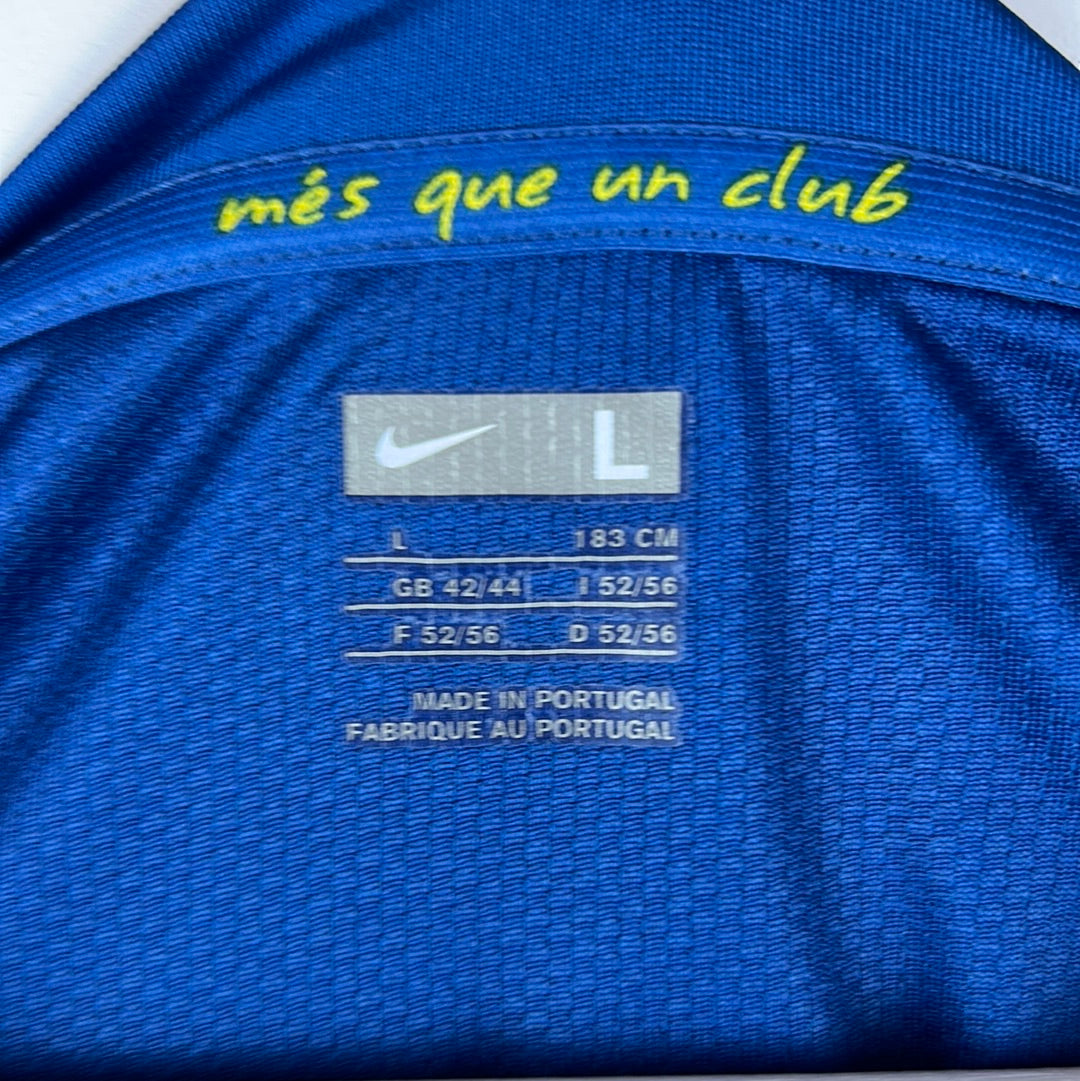 més que un club
L
L 183 CM
GB 42/44 I 52/56
F 52/56 D 52/56
MADE IN PORTUGAL
FABRIQUE AU PORTUGAL